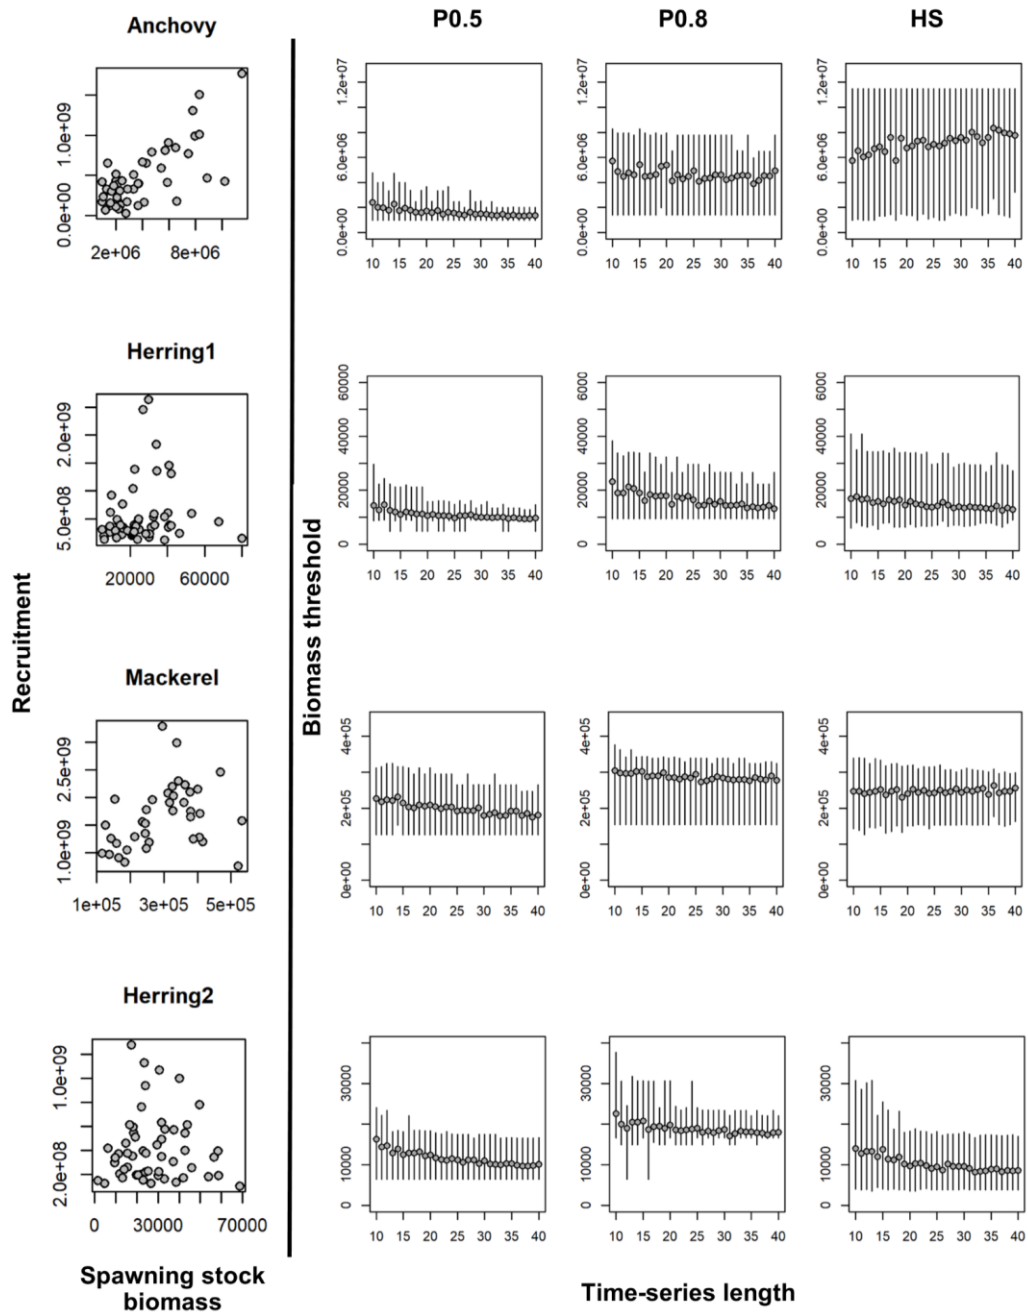 P0.5 P0.8 HS
Anchovy
0.0e+00 1.0e+09
2e+06 8e+06
0.0e+00 6.0e+06 1.2e+07
10 15 20 25 30 35 40
0.0e+00 6.0e+06 1.2e+07
10 15 20 25 30 35 40
0.0e+00 6.0e+06 1.2e+07
10 15 20 25 30 35 40
Herring1
5.0e+08 2.0e+09
20000 60000
0 20000 40000 60000
10 15 20 25 30 35 40
0 20000 40000 6000
10 15 20 25 30 35 40
0 20000 40000 6000
10 15 20 25 30 35 40
Recruitment
Biomass threshold
Mackerel
1.0e+09 2.5e+09
1e+05 3e+05 5e+05
0e+00 2e+05 4e+05
10 15 20 25 30 35 40
0e+00 2e+05 4e+05
10 15 20 25 30 35 40
0e+00 2e+05 4e+05
10 15 20 25 30 35 40
Herring2
2.0e+08 1.0e+09 1.0e+09
0 30000 70000
0 10000 30000
10 15 20 25 30 35 40
0 10000 30000
10 15 20 25 30 35 40
0 10000 30000
10 15 20 25 30 35 40
Spawning stock
biomass
Time-series length